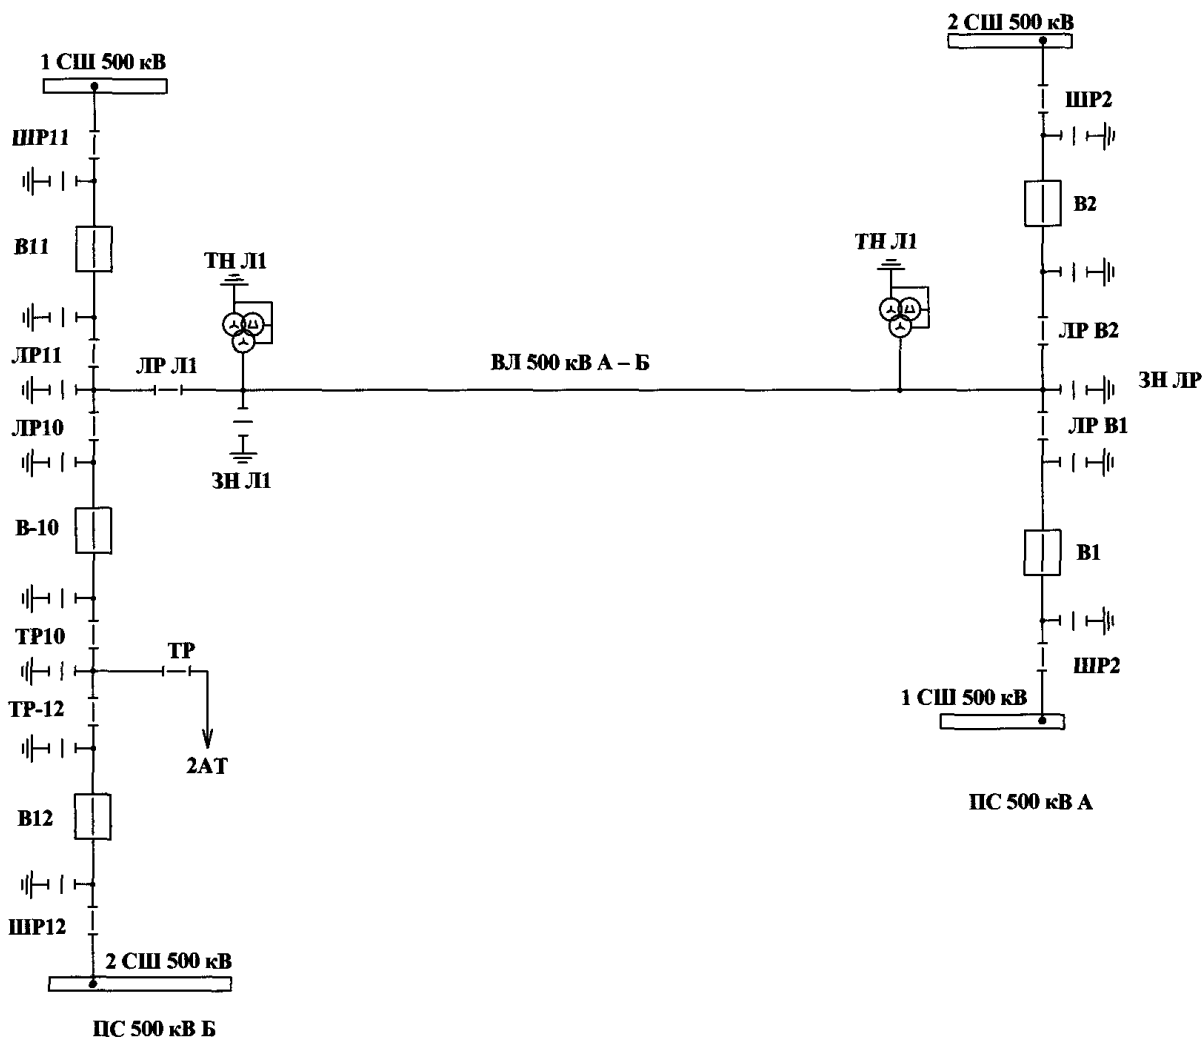 2 СШ 500 кВ
1 СШ 500 кВ
ШР2
ШР11
В2
В11
ТН Л1
ТН Л1
ЛР В2
ЛР11
ЛР Л1
ВЛ 500 кВ А – Б
ЗН ЛР
ЛР10
ЛР В1
ЗН Л1
В-10
В1
ТР10
ТР
ШР2
ТР-12
1 СШ 500 кВ
2АТ
ПС 500 кВ А
В12
ШР12
2 СШ 500 кВ
ПС 500 кВ Б